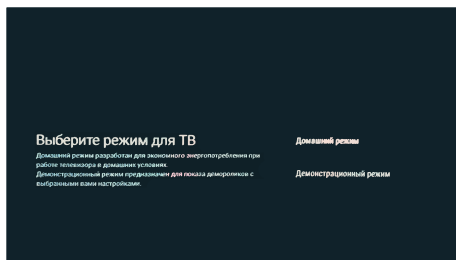 Выберите режим для ТВ
Домашний режим разработан для экономного энергопотребления при
работе телевизора в домашних условиях.
Демонстрационный режим предназначен для показа демороликов с
выбранными вами настройками.
Домашний режим
Демонстрационный режим